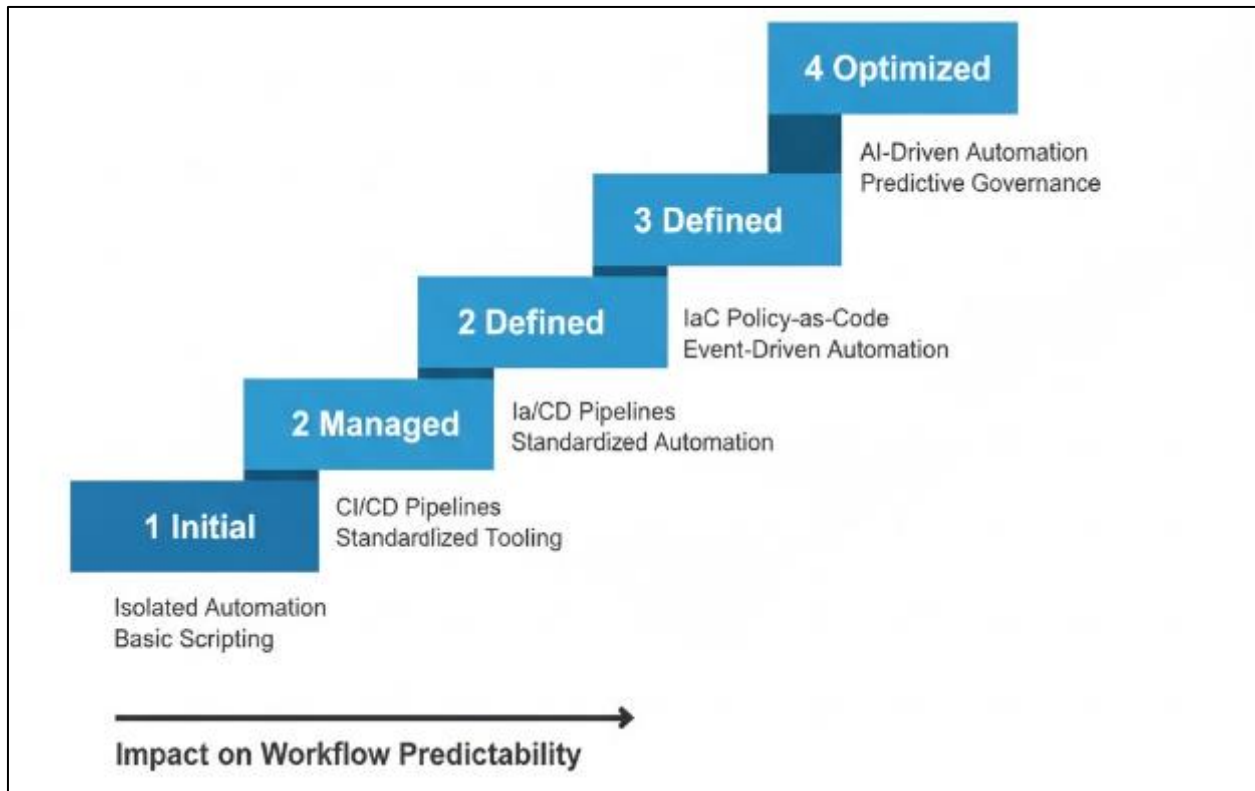 4 Optimized
AI-Driven Automation
Predictive Governance
3 Defined
2 Defined
IaC Policy-as-Code
Event-Driven Automation
2 Managed
Ia/CD Pipelines
Standardized Automation
1 Initial
CI/CD Pipelines
Standardized Tooling
Isolated Automation
Basic Scripting
Impact on Workflow Predictability